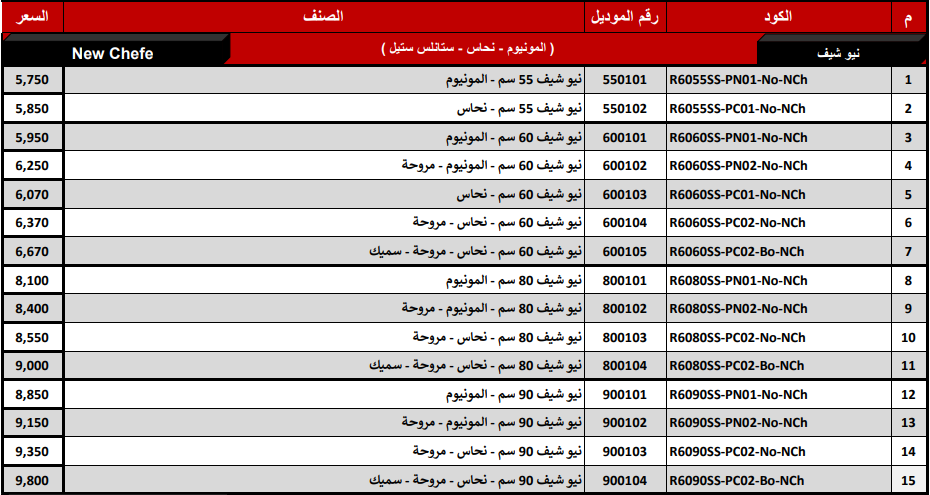 م الكود رقم الموديل الصنف السعر
نيو شيف ( المونيوم - نحاس - ستانلس ستيل ) New Chefe
1 R6055SS-PN01-No-NCh 550101 نيو شيف 55 سم - المونيوم 5,750
2 R6055SS-PC01-No-NCh 550102 نيو شيف 55 سم - نحاس 5,850
3 R6060SS-PN01-No-NCh 600101 نيو شيف 60 سم - المونيوم 5,950
4 R6060SS-PN02-No-NCh 600102 نيو شيف 60 سم - المونيوم - مروحة 6,250
5 R6060SS-PC01-No-NCh 600103 نيو شيف 60 سم - نحاس 6,070
6 R6060SS-PC02-No-NCh 600104 نيو شيف 60 سم - نحاس - مروحة 6,370
7 R6060SS-PC02-Bo-NCh 600105 نيو شيف 60 سم - نحاس - مروحة - سميك 6,670
8 R6080SS-PN01-No-NCh 800101 نيو شيف 80 سم - المونيوم 8,100
9 R6080SS-PN02-No-NCh 800102 نيو شيف 80 سم - المونيوم - مروحة 8,400
10 R6080SS-PC02-No-NCh 800103 نيو شيف 80 سم - نحاس - مروحة 8,550
11 R6080SS-PC02-Bo-NCh 800104 نيو شيف 80 سم - نحاس - مروحة - سميك 9,000
12 R6090SS-PN01-No-NCh 900101 نيو شيف 90 سم - المونيوم 8,850
13 R6090SS-PN02-No-NCh 900102 نيو شيف 90 سم - المونيوم - مروحة 9,150
14 R6090SS-PC02-No-NCh 900103 نيو شيف 90 سم - نحاس - مروحة 9,350
15 R6090SS-PC02-Bo-NCh 900104 نيو شيف 90 سم - نحاس - مروحة - سميك 9,800